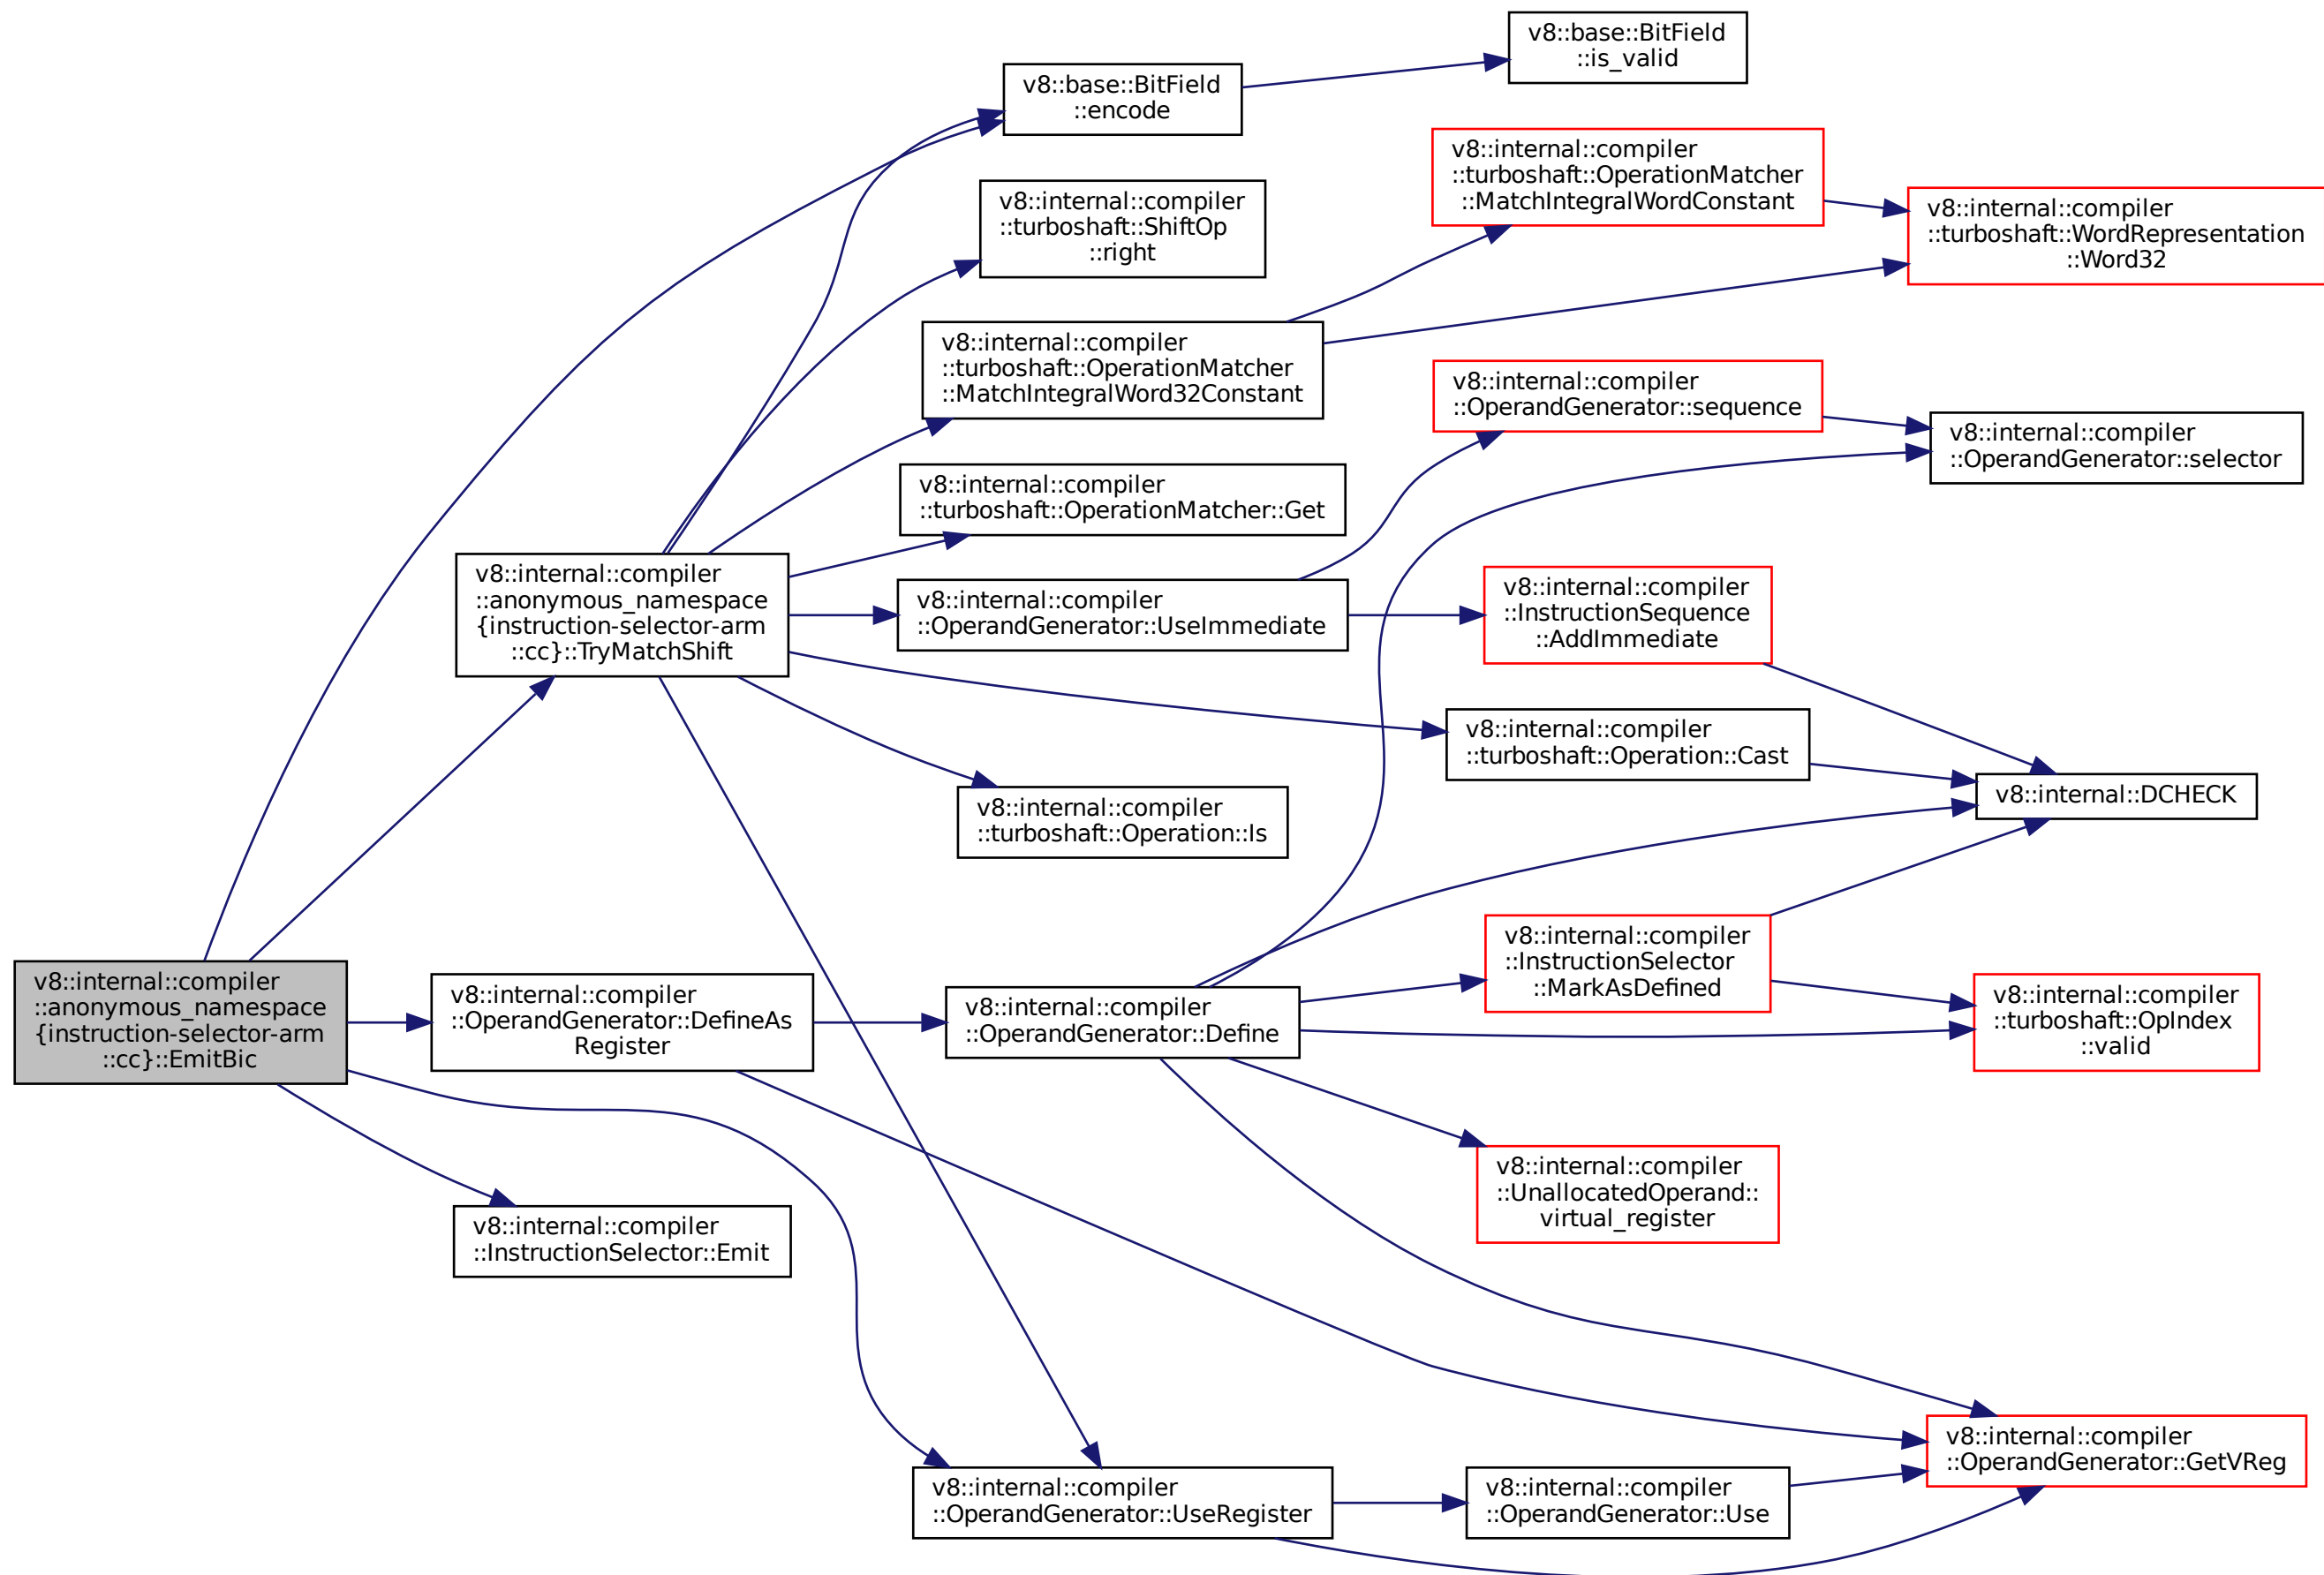 v8::base::BitField
::is_valid
v8::base::BitField
::encode
v8::internal::compiler
::turboshaft::OperationMatcher
::MatchIntegralWordConstant
v8::internal::compiler
::turboshaft::ShiftOp
::right
v8::internal::compiler
::turboshaft::WordRepresentation
::Word32
v8::internal::compiler
::turboshaft::OperationMatcher
::MatchIntegralWord32Constant
v8::internal::compiler
::OperandGenerator::sequence
v8::internal::compiler
::OperandGenerator::selector
v8::internal::compiler
::turboshaft::OperationMatcher::Get
v8::internal::compiler
::anonymous_namespace
{instruction-selector-arm
::cc}::TryMatchShift
v8::internal::compiler
::OperandGenerator::UseImmediate
v8::internal::compiler
::InstructionSequence
::AddImmediate
v8::internal::compiler
::turboshaft::Operation::Cast
v8::internal::DCHECK
v8::internal::compiler
::turboshaft::Operation::Is
v8::internal::compiler
::InstructionSelector
::MarkAsDefined
v8::internal::compiler
::anonymous_namespace
{instruction-selector-arm
::cc}::EmitBic
v8::internal::compiler
::OperandGenerator::DefineAs
Register
v8::internal::compiler
::OperandGenerator::Define
v8::internal::compiler
::turboshaft::OpIndex
::valid
v8::internal::compiler
::UnallocatedOperand::
virtual_register
v8::internal::compiler
::InstructionSelector::Emit
v8::internal::compiler
::OperandGenerator::GetVReg
v8::internal::compiler
::OperandGenerator::UseRegister
v8::internal::compiler
::OperandGenerator::Use